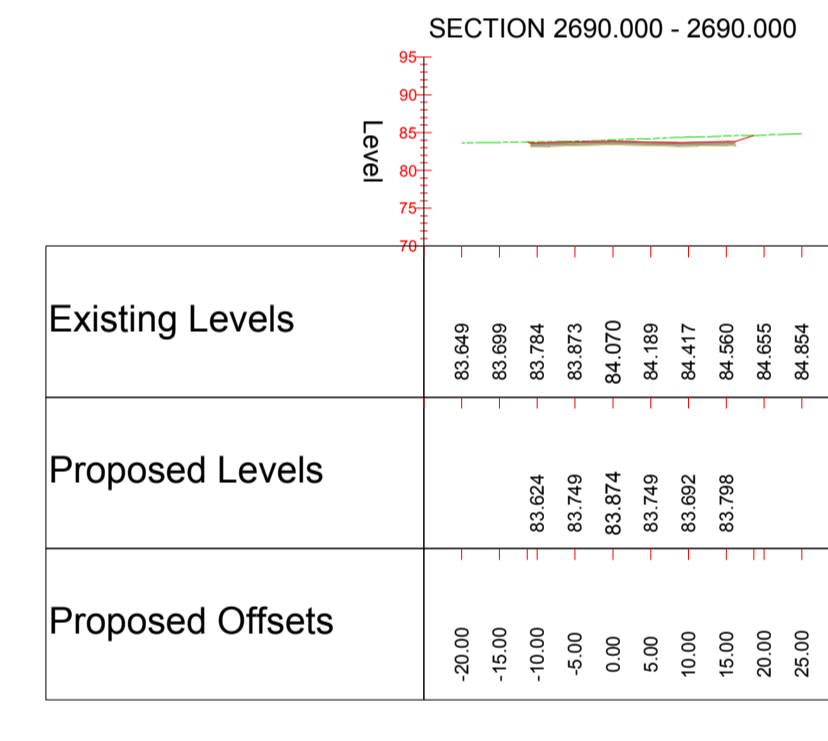 SECTION 2690.000 - 2690.000
95
90
85
80
75
70
Level
Existing Levels
83.649 83.699 83.784 83.873 84.070 84.189 84.417 84.560 84.655 84.854
Proposed Levels
83.624 83.749 83.874 83.749 83.692 83.798
Proposed Offsets
-20.00 -15.00 -10.00 -5.00 0.00 5.00 10.00 15.00 20.00 25.00